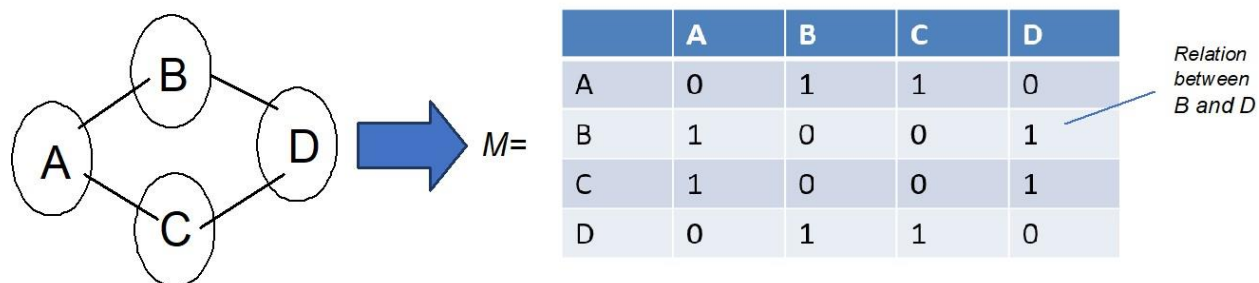 B
A
D
C
M=
A B C D
A 0 1 1 0
B 1 0 0 1
C 1 0 0 1
D 0 1 1 0
Relation
between
B and D